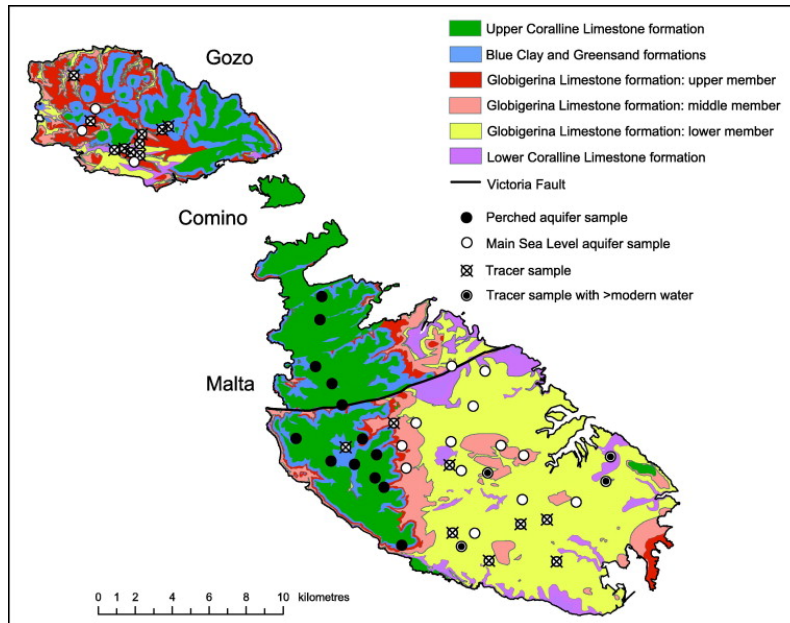 Gozo
Comino
Malta
Upper Coralline Limestone formation
Blue Clay and Greensand formations
Globigerina Limestone formation: upper member
Globigerina Limestone formation: middle member
Globigerina Limestone formation: lower member
Lower Coralline Limestone formation
Victoria Fault
Perched aquifer sample
Main Sea Level aquifer sample
Tracer sample
Tracer sample with >modern water
0 1 2 4 6 8 10 kilometres